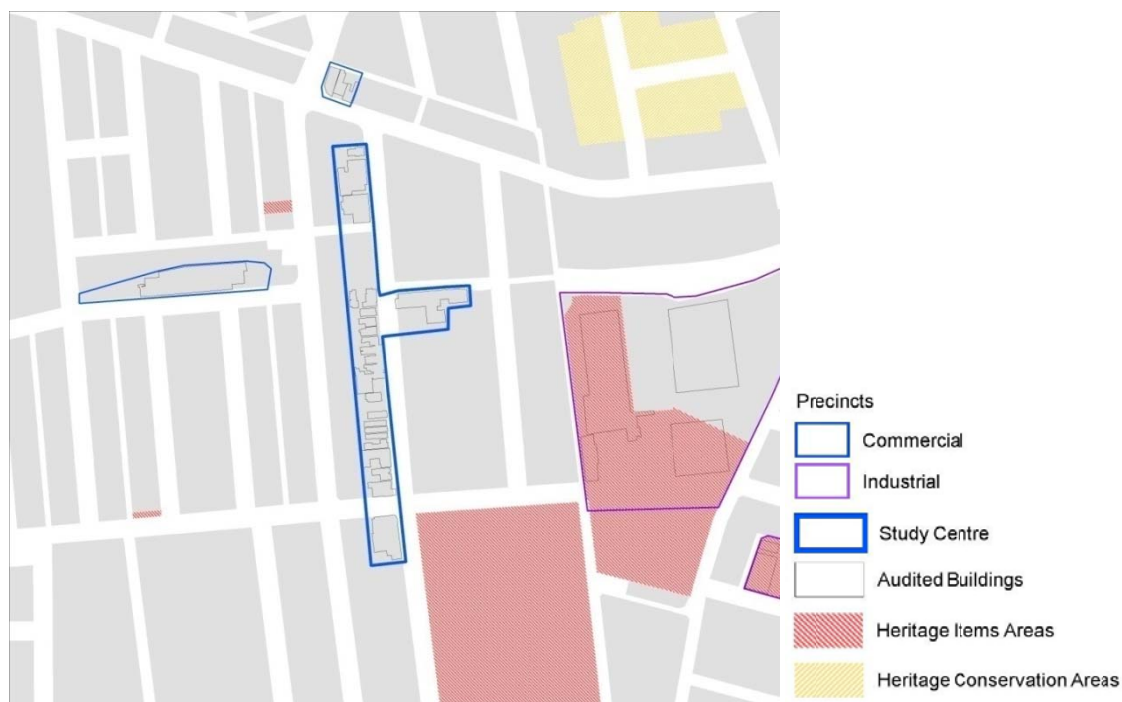 Precincts
Commercial
Industrial
Study Centre
Audited Buildings
Heritage Items Areas
Heritage Conservation Areas